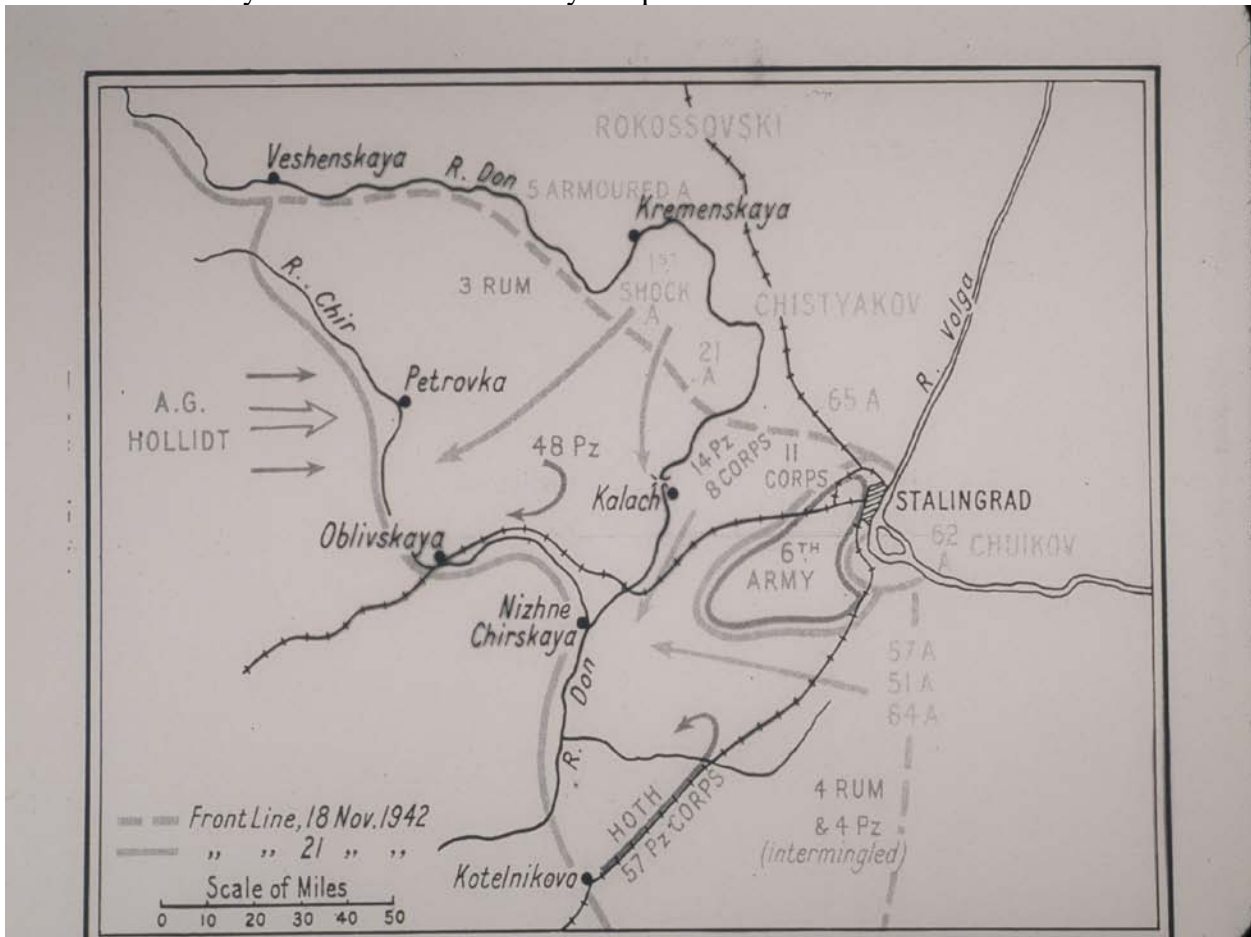 ROKOSSOVSKI
Veshenskaya
R. Don
5 ARMOURED A
Kremenskaya
R. Chir
3 RUM
1ST
SHOCK
A
CHISTYAKOV
R. Volga
21
A
Petrovka
A.G.
HOLLIDT
65 A
48 Pz
14 Pz
8 CORPS
11
CORPS
Kalach
STALINGRAD
Oblivskaya
6TH
ARMY
62
A
CHUIKOV
Nizhne
Chirskaya
57 A
51 A
64 A
R. Don
HOTH
57 Pz CORPS
4 RUM
& 4 Pz
(intermingled)
Front Line, 18 Nov. 1942
„ „ 21 „ „
Kotelnikovo
Scale of Miles
0 10 20 30 40 50